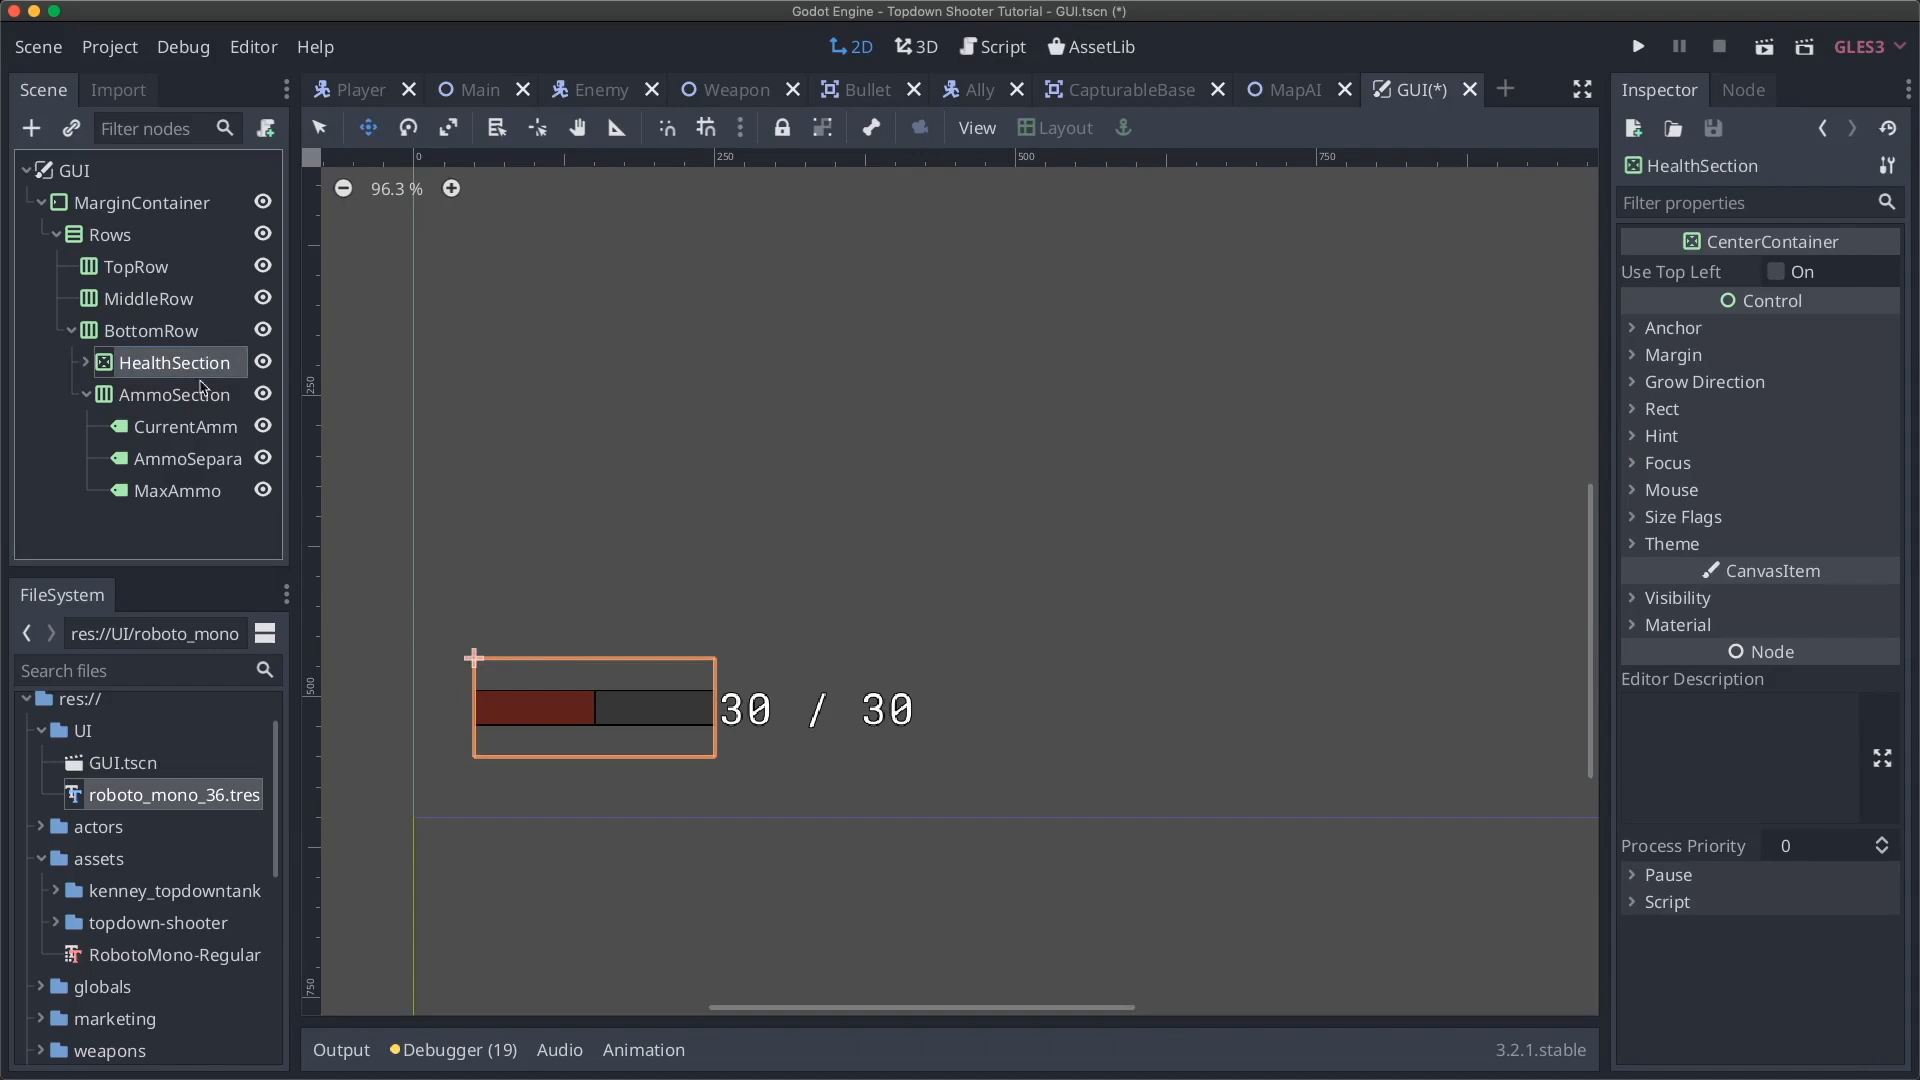 Godot Engine - Topdown Shooter Tutorial - GUI.tscn (*)
Scene Project Debug Editor Help
2D 3D Script AssetLib
GLES3
Scene Import
Player Main Enemy Weapon Bullet Ally CapturableBase MapAI GUI(*)
Inspector Node
Filter nodes
View Layout
0 250 500 750
GUI
MarginContainer
Rows
TopRow
MiddleRow
BottomRow
HealthSection
AmmoSection
CurrentAmm
AmmoSepara
MaxAmmo
96.3 %
250
500
750
30 / 30
FileSystem
res://UI/roboto_mono
Search files
res://
UI
GUI.tscn
roboto_mono_36.tres
actors
assets
kenney_topdowntank
topdown-shooter
RobotoMono-Regular
globals
marketing
weapons
Output Debugger (19) Audio Animation
3.2.1.stable
HealthSection
Filter properties
CenterContainer
Use Top Left On
Control
Anchor
Margin
Grow Direction
Rect
Hint
Focus
Mouse
Size Flags
Theme
CanvasItem
Visibility
Material
Node
Editor Description
Process Priority 0
Pause
Script